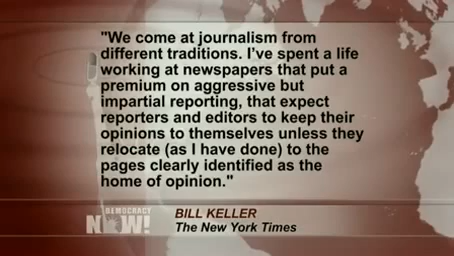 "We come at journalism from
different traditions. I've spent a life
working at newspapers that put a
premium on aggressive but
impartial reporting, that expect
reporters and editors to keep their
opinions to themselves unless they
relocate (as I have done) to the
pages clearly identified as the
home of opinion."
DEMOCRACY
NOW!
BILL KELLER
The New York Times